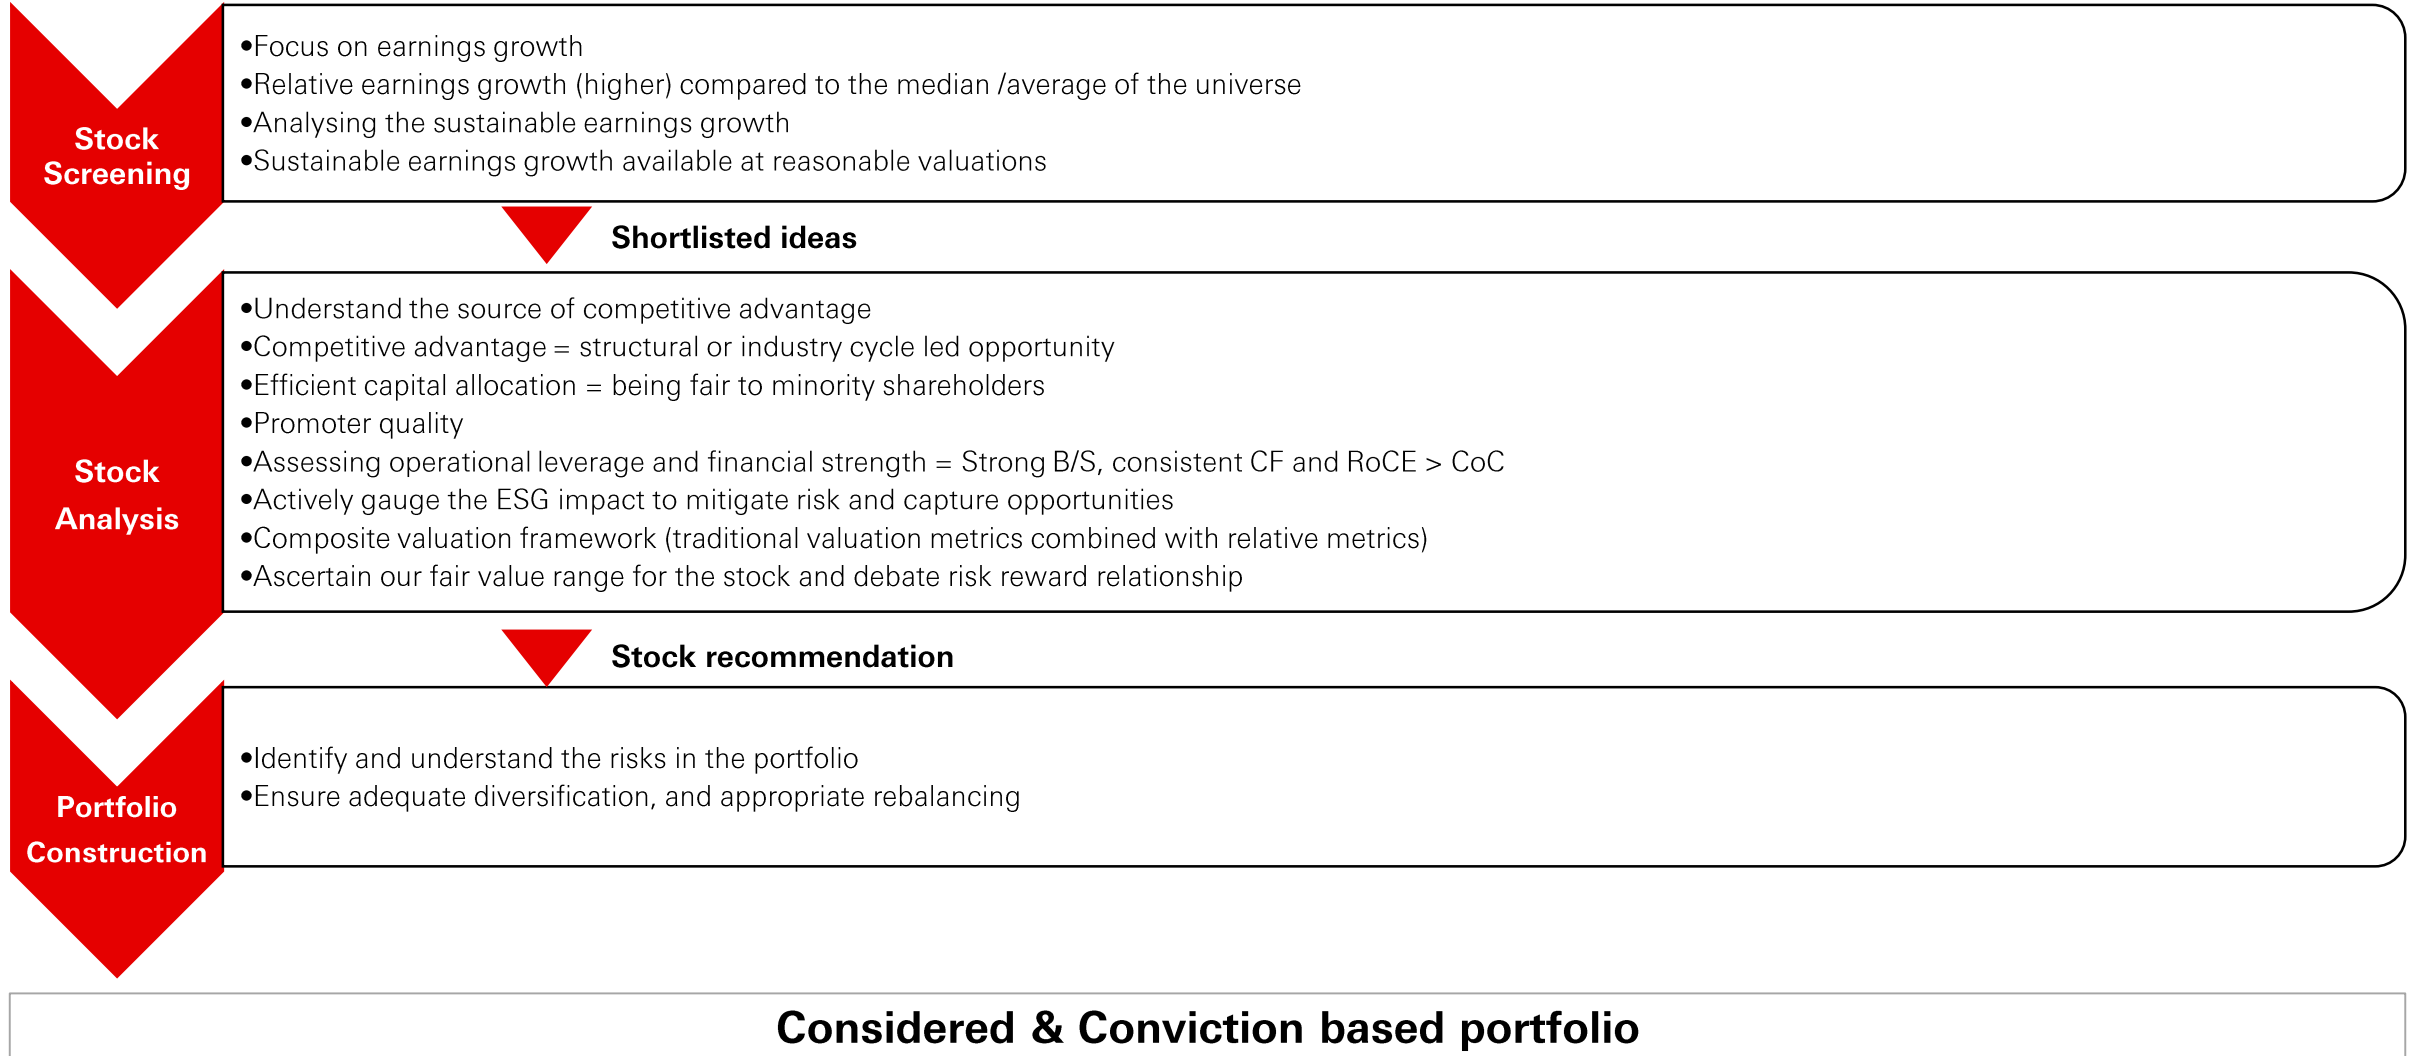 Stock
Screening
•Focus on earnings growth
•Relative earnings growth (higher) compared to the median /average of the universe
•Analysing the sustainable earnings growth
•Sustainable earnings growth available at reasonable valuations
Shortlisted ideas
Stock
Analysis
•Understand the source of competitive advantage
•Competitive advantage = structural or industry cycle led opportunity
•Efficient capital allocation = being fair to minority shareholders
•Promoter quality
•Assessing operational leverage and financial strength = Strong B/S, consistent CF and RoCE > CoC
•Actively gauge the ESG impact to mitigate risk and capture opportunities
•Composite valuation framework (traditional valuation metrics combined with relative metrics)
•Ascertain our fair value range for the stock and debate risk reward relationship
Stock recommendation
Portfolio
Construction
•Identify and understand the risks in the portfolio
•Ensure adequate diversification, and appropriate rebalancing
Considered & Conviction based portfolio